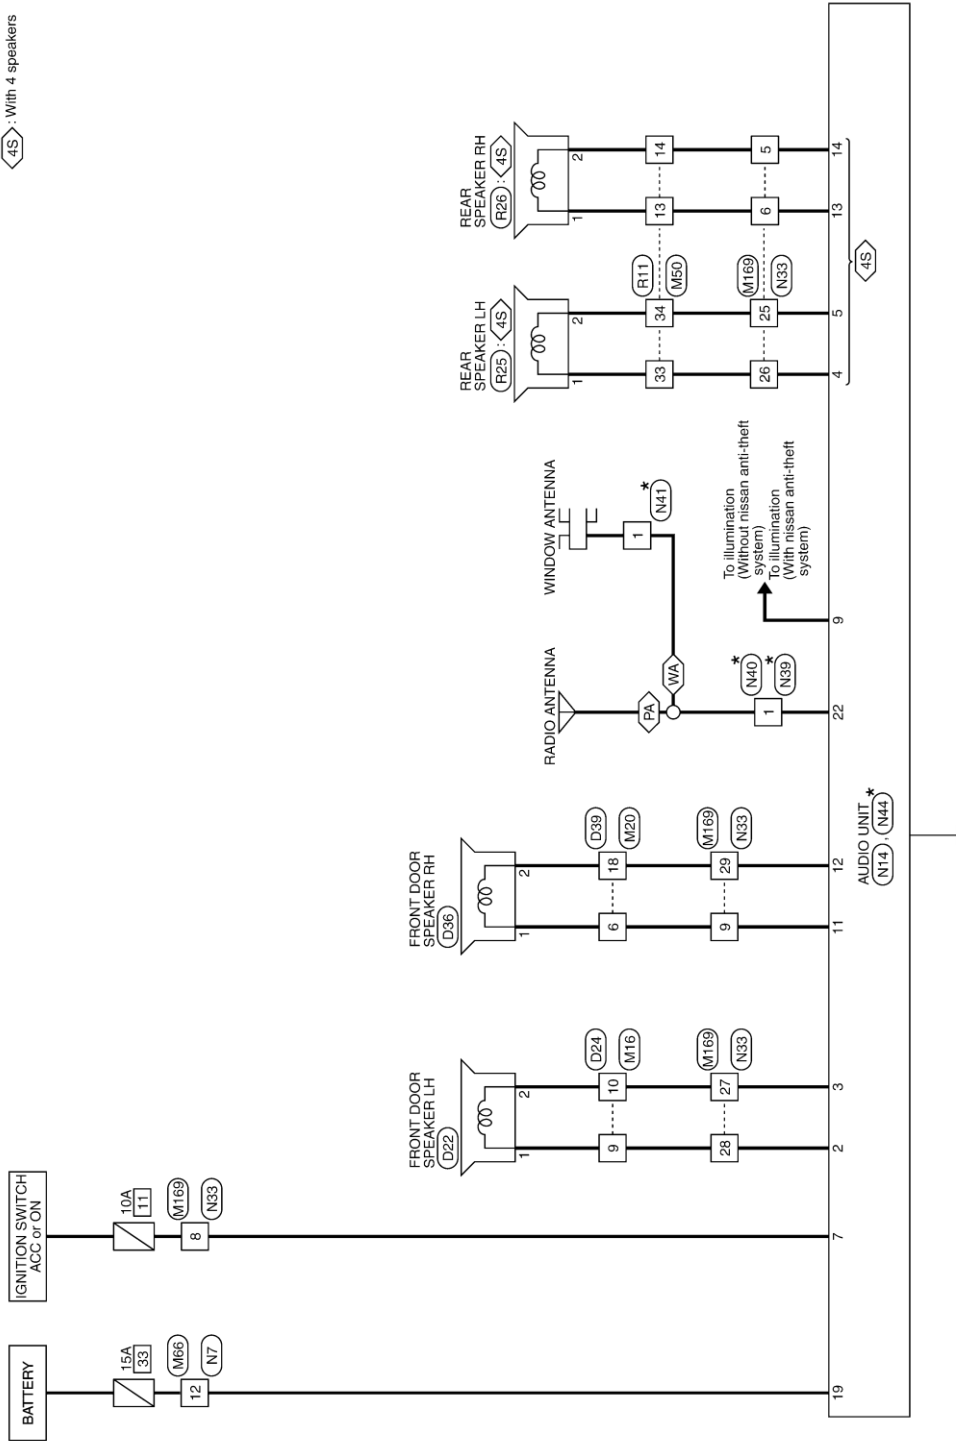 4S : With 4 speakers
BATTERY
15A
33
M66
12
N7
19
IGNITION SWITCH
ACC or ON
10A
11
M169
8
N33
7
FRONT DOOR
SPEAKER LH
D22
1
2
D24
9
10
M16
M169
28
27
N33
2
3
FRONT DOOR
SPEAKER RH
D36
1
2
D39
6
18
M20
M169
9
29
N33
11
12
RADIO ANTENNA
PA
WA
N40 *
1
N39 *
22
WINDOW ANTENNA
1
N41 *
To illumination
(Without nissan anti-theft
system)
To illumination
(With nissan anti-theft
system)
9
REAR
SPEAKER LH
R25 : 4S
1
2
REAR
SPEAKER RH
R26 : 4S
1
2
R11
33
34
13
14
M50
M169
26
25
6
5
N33
4
5
13
14
4S
AUDIO UNIT
N14 , N44 *